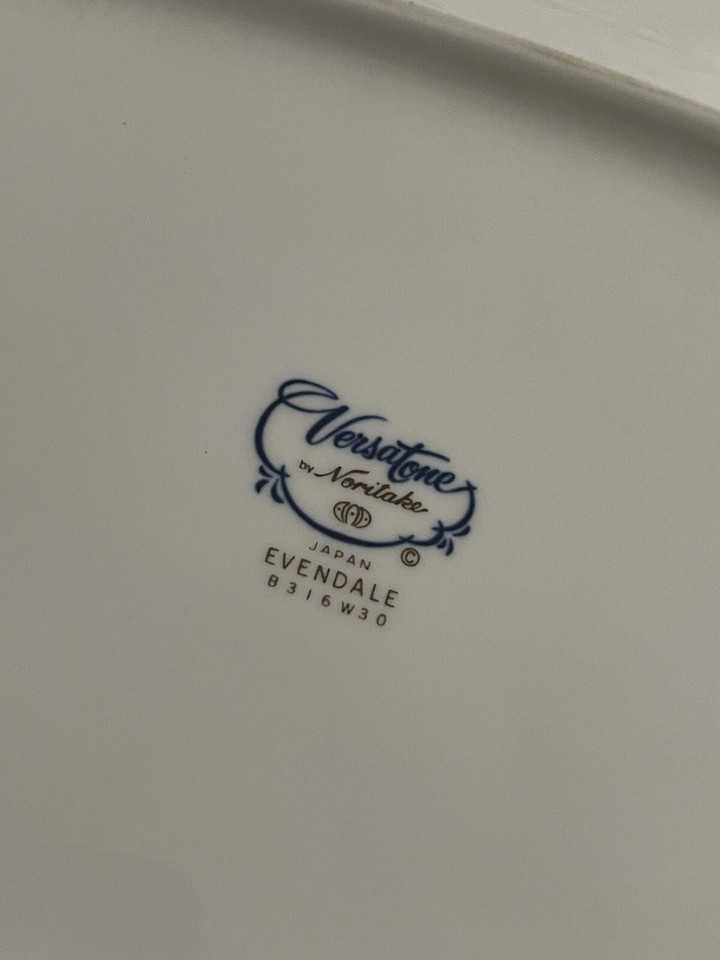 Versatone
by Noritake
JAPAN ©
EVENDALE
B316W30